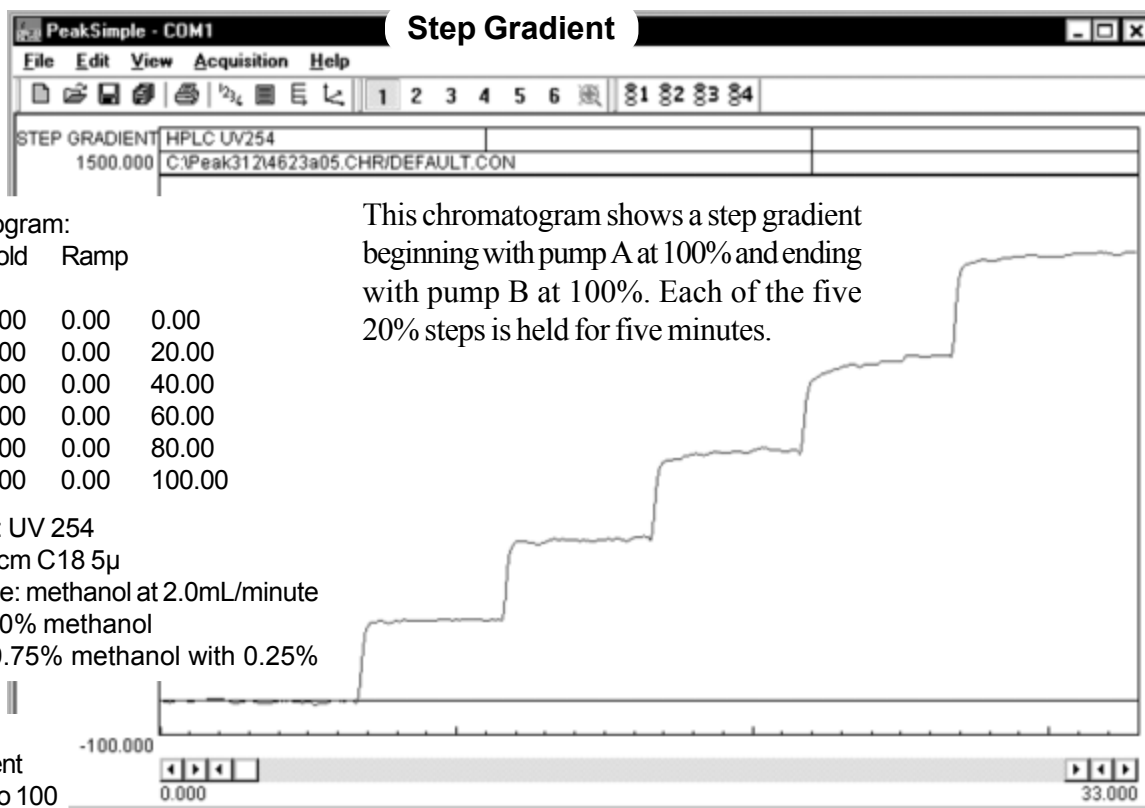 Step Gradient
PeakSimple - COM1
File Edit View Acquisition Help
1 2 3 4 5 6 1 2 3 4
STEP GRADIENT HPLC UV254
1500.000 C:\Peak312\4623a05.CHR/DEFAULT.CON
This chromatogram shows a step gradient
beginning with pump A at 100% and ending
with pump B at 100%. Each of the five
20% steps is held for five minutes.
ogram:
old Ramp
00 0.00 0.00
00 0.00 20.00
00 0.00 40.00
00 0.00 60.00
00 0.00 80.00
00 0.00 100.00
: UV 254
cm C18 5µ
e: methanol at 2.0mL/minute
0% methanol
9.75% methanol with 0.25%
-100.000
ent
o 100
0.000 33.000